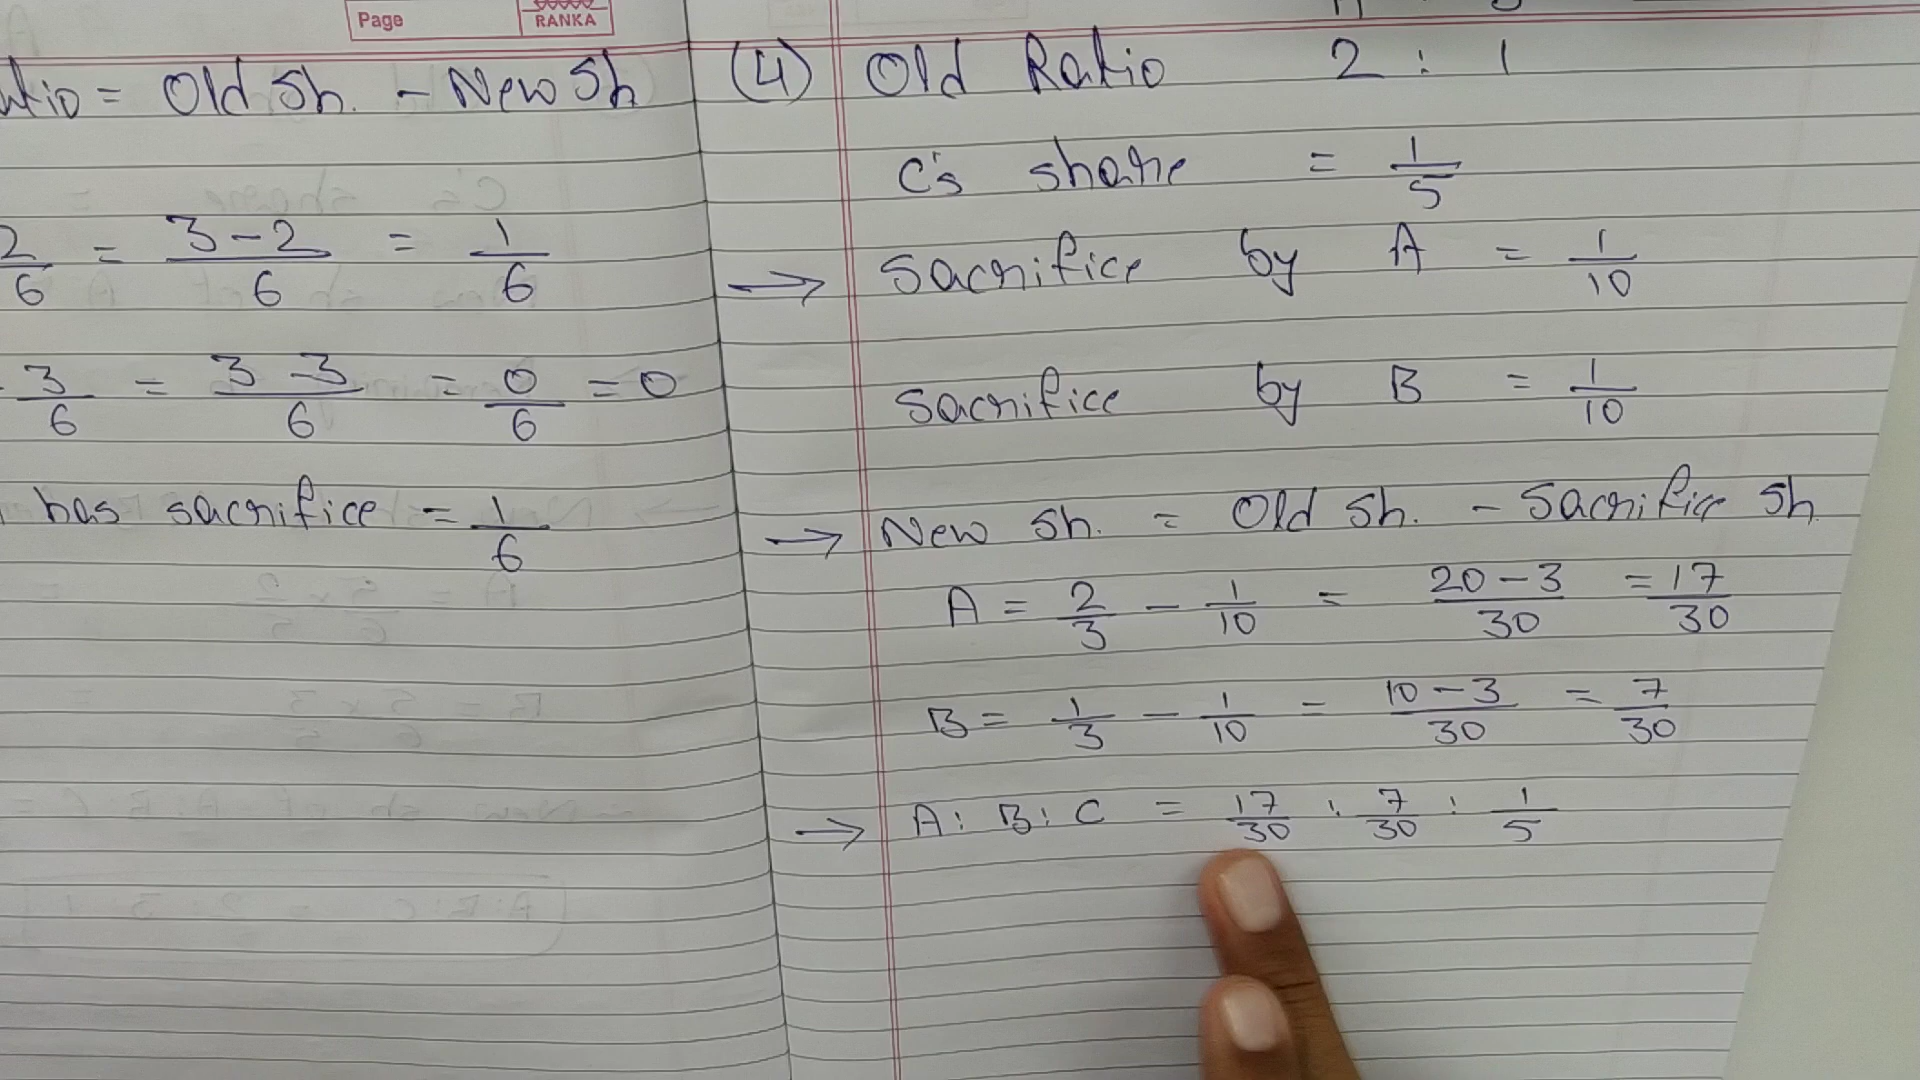 Page RANKA
= Old Sh. - New Sh
2/6 = 3-2/6 = 1/6
3/6 = 3-3/6 = 0/6 = 0
has sacrifice = 1/6
(4) Old Ratio 2 : 1
C's share = 1/5
→ Sacrifice by A = 1/10
Sacrifice by B = 1/10
→ New Sh. = Old Sh. - Sacrifice Sh
A = 2/3 - 1/10 = 20-3/30 = 17/30
B = 1/3 - 1/10 = 10-3/30 = 7/30
→ A : B : C = 17/30 : 7/30 : 1/5